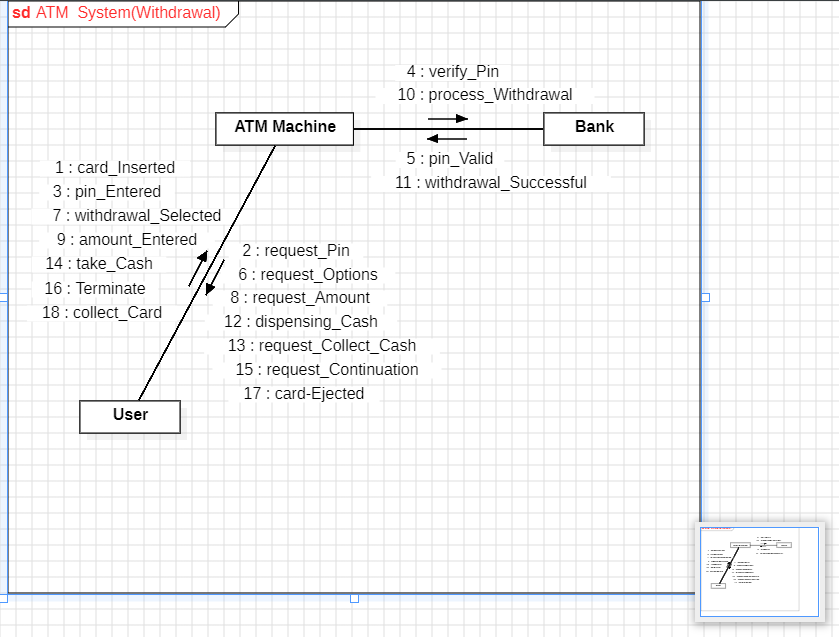 sd ATM System(Withdrawal)
4 : verify_Pin
10 : process_Withdrawal
ATM Machine
Bank
5 : pin_Valid
11 : withdrawal_Successful
1 : card_Inserted
3 : pin_Entered
7 : withdrawal_Selected
9 : amount_Entered
14 : take_Cash
16 : Terminate
18 : collect_Card
2 : request_Pin
6 : request_Options
8 : request_Amount
12 : dispensing_Cash
13 : request_Collect_Cash
15 : request_Continuation
17 : card-Ejected
User